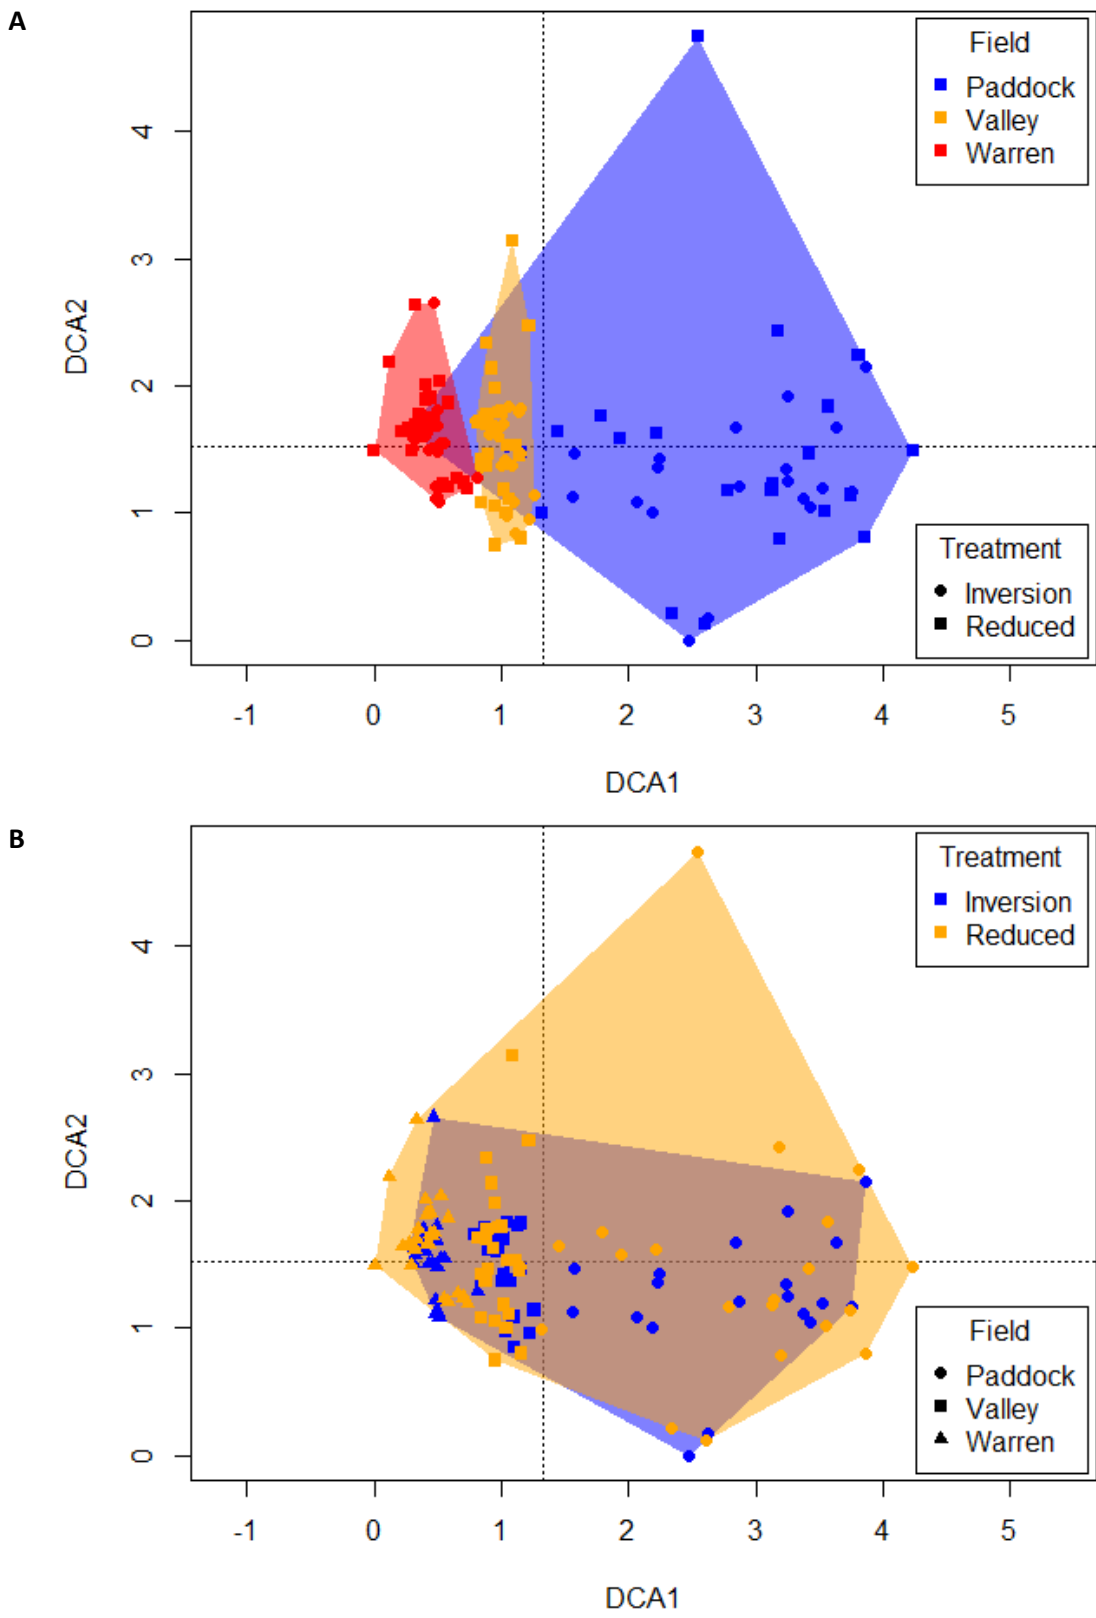 A
Field
Paddock
Valley
Warren
4
3
2
1
0
DCA2
Treatment
Inversion
Reduced
-1 0 1 2 3 4 5
DCA1
B
Treatment
Inversion
Reduced
4
3
2
1
0
DCA2
Field
Paddock
Valley
Warren
-1 0 1 2 3 4 5
DCA1